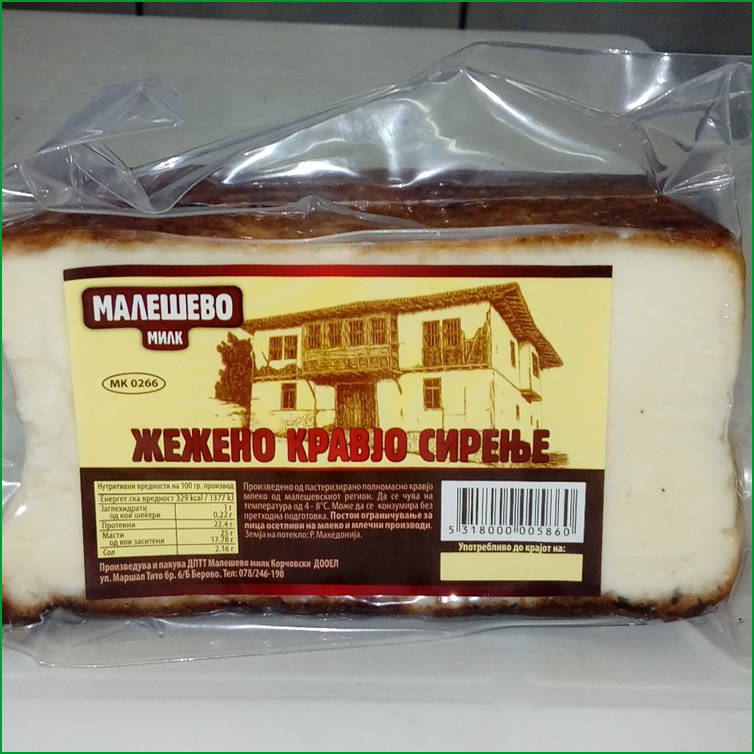 МАЛЕШЕВО
МИЛК
МК 0266
ЖЕЖЕНО КРАВЈО СИРЕЊЕ
Нутритивни вредности на 100 гр. производ
Енергет.ска вредност 329 kcal / 1377 kJ
Јаглехидрати 1 г
од кои шеќери 0.22 г
Протеини 22,4 г
Масти 25 г
од кои заситени 17.78 г
Сол 2,16 г
Произведено од пастеризирано полномасно кравјо
млеко од малешевскиот регион. Да се чува на
температура од 4 - 8°C. Може да се конзумира без
претходна подготовка. Постои ограничување за
лица осетливи на млеко и млечни производи.
Земја на потекло: Р. Македонија.
5 318000 005860
Употребливо до крајот на:
Произведува и пакува ДПТТ Малешево милк Корчовски ДООЕЛ
ул. Маршал Тито бр. 6/Б Берово. Тел: 078/246-190